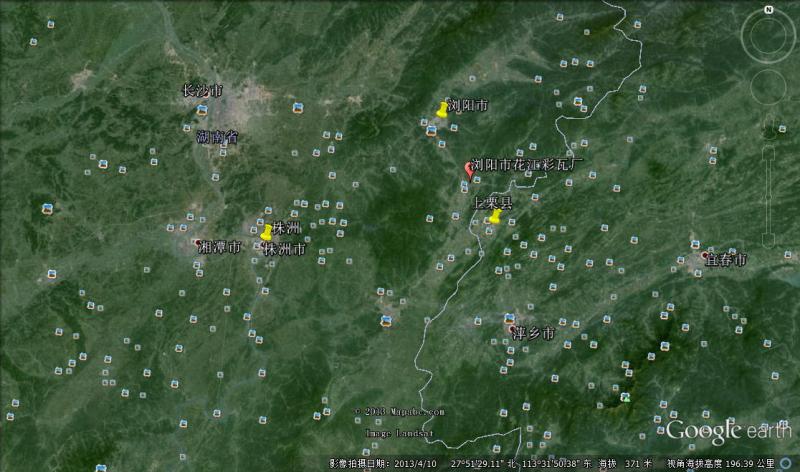 N
长沙市
浏阳市
湖南省
浏阳市花江彩瓦厂
上栗县
株洲
湘潭市
株洲市
宜春市
萍乡市
© 2013 Mapabc.com
Image Landsat
Google earth
影像拍摄日期: 2013/4/10 27°51'29.11" 北 113°31'50.38" 东 海拔 371 米 视角海拔高度 196.39 公里